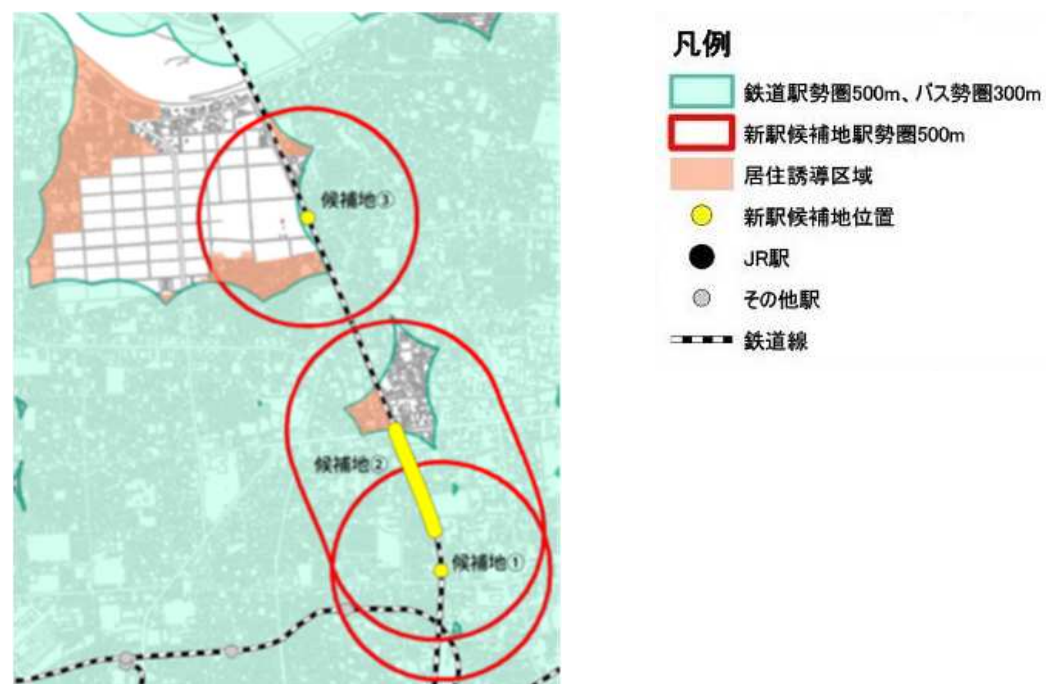 候補地③
候補地②
候補地①
凡例
鉄道駅勢圏500m、バス勢圏300m
新駅候補地駅勢圏500m
居住誘導区域
新駅候補地位置
JR駅
その他駅
鉄道線